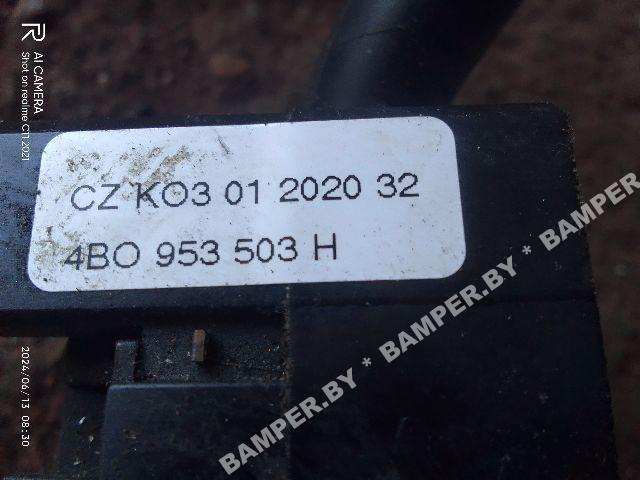 CZ KO3 01 2020 32
4BO 953 503 H
AI CAMERA
Shot on realme C11 2021
2024/06/13 08:30
BAMPER.BY * BAMPER.BY * BAMPER.BY